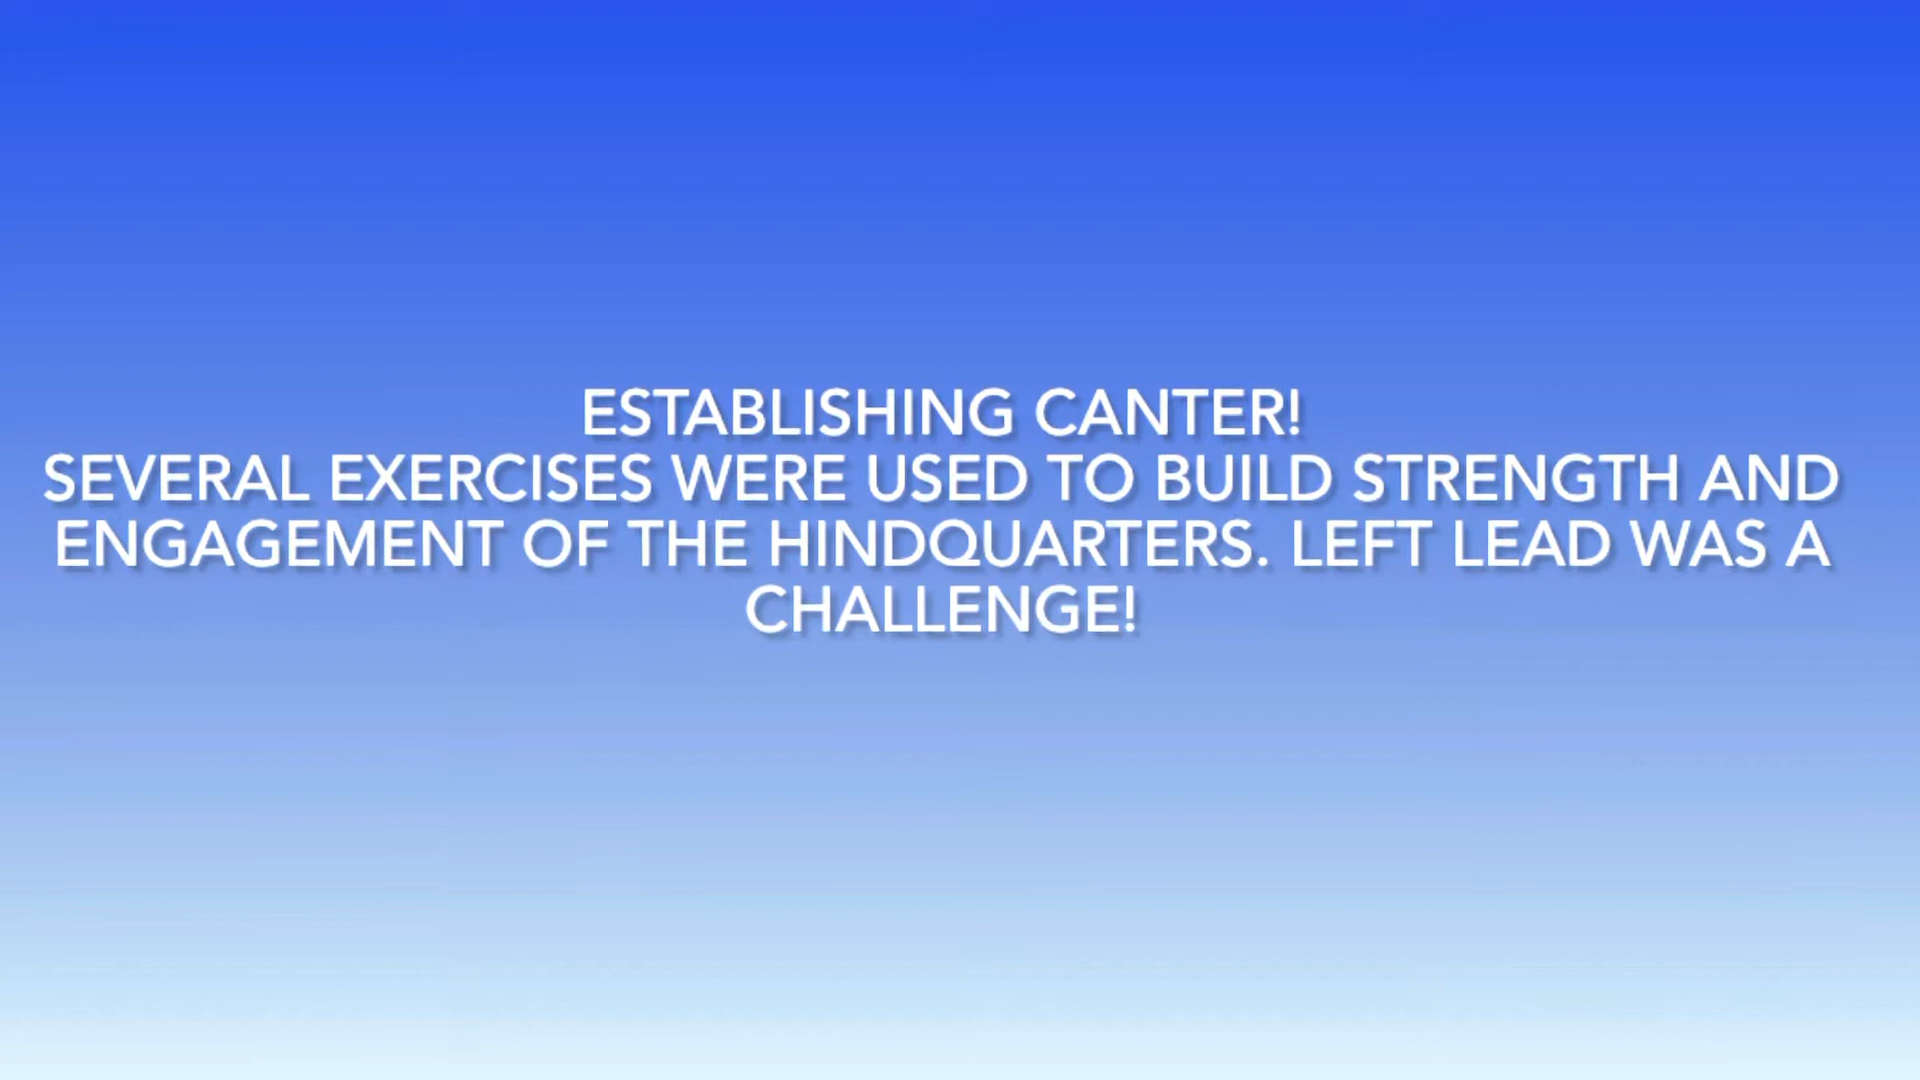 ESTABLISHING CANTER!
SEVERAL EXERCISES WERE USED TO BUILD STRENGTH AND
ENGAGEMENT OF THE HINDQUARTERS. LEFT LEAD WAS A
CHALLENGE!